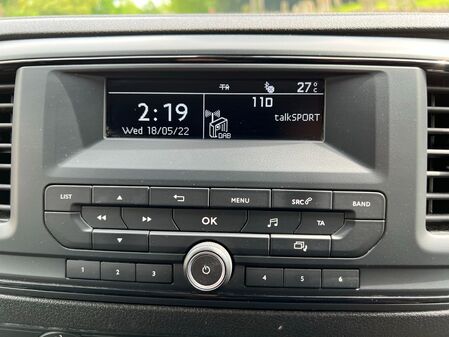 TA 27°C
2:19 11D
talkSPORT
Wed 18/05/22 DAB
LIST MENU SRC BAND
OK TA
1 2 3 4 5 6